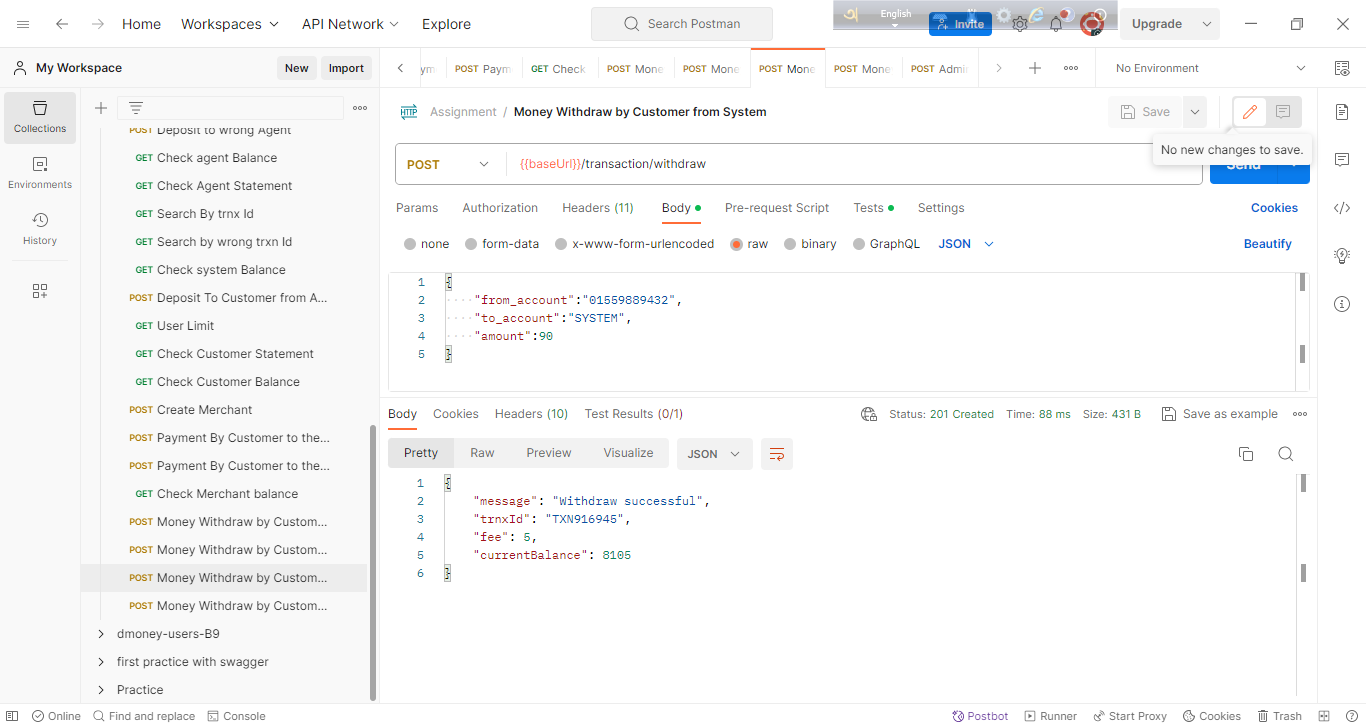 Home
Workspaces
API Network
Explore
Search Postman
English
Invite
Upgrade
My Workspace
New
Import
POST Paym
GET Check
POST Mone
POST Mone
POST Mone
POST Mone
POST Admi
No Environment
Collections
Environments
History
POST Deposit to wrong Agent
GET Check agent Balance
GET Check Agent Statement
GET Search By trnx Id
GET Search by wrong trxn Id
GET Check system Balance
POST Deposit To Customer from A...
GET User Limit
GET Check Customer Statement
GET Check Customer Balance
POST Create Merchant
POST Payment By Customer to the...
POST Payment By Customer to the...
GET Check Merchant balance
POST Money Withdraw by Custom...
POST Money Withdraw by Custom...
POST Money Withdraw by Custom...
POST Money Withdraw by Custom...
dmoney-users-B9
first practice with swagger
Practice
HTTP Assignment / Money Withdraw by Customer from System
Save
No new changes to save.
POST
{{baseUrl}}/transaction/withdraw
Send
Params Authorization Headers (11) Body Pre-request Script Tests Settings Cookies
none form-data x-www-form-urlencoded raw binary GraphQL JSON Beautify
1 {
2 "from_account":"01559889432",
3 "to_account":"SYSTEM",
4 "amount":90
5 }
Body Cookies Headers (10) Test Results (0/1)
Status: 201 Created Time: 88 ms Size: 431 B Save as example
Pretty Raw Preview Visualize JSON
1 {
2 "message": "Withdraw successful",
3 "trnxId": "TXN916945",
4 "fee": 5,
5 "currentBalance": 8105
6 }
Online Find and replace Console
Postbot Runner Start Proxy Cookies Trash